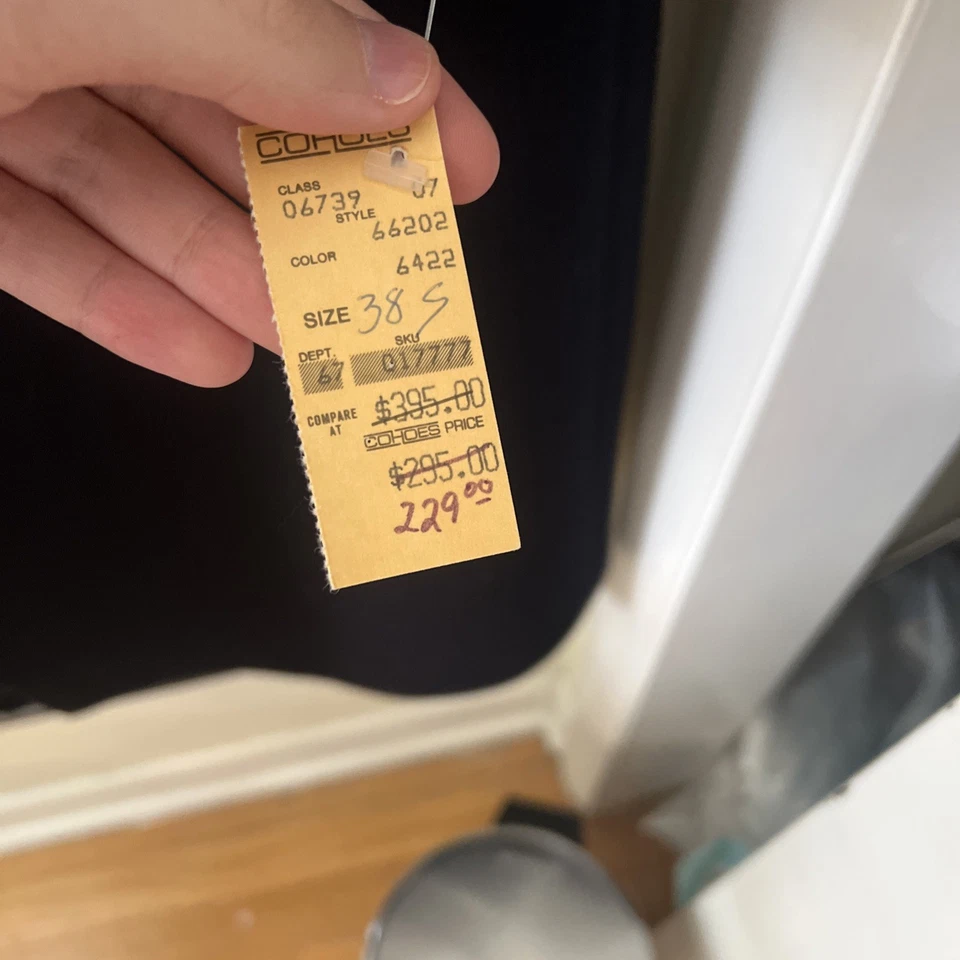 COHOES
CLASS
06739 07
STYLE
66202
COLOR 6422
SIZE 38 S
DEPT. SKU
67 017777
COMPARE AT $395.00
COHOES PRICE
$295.00
229.00